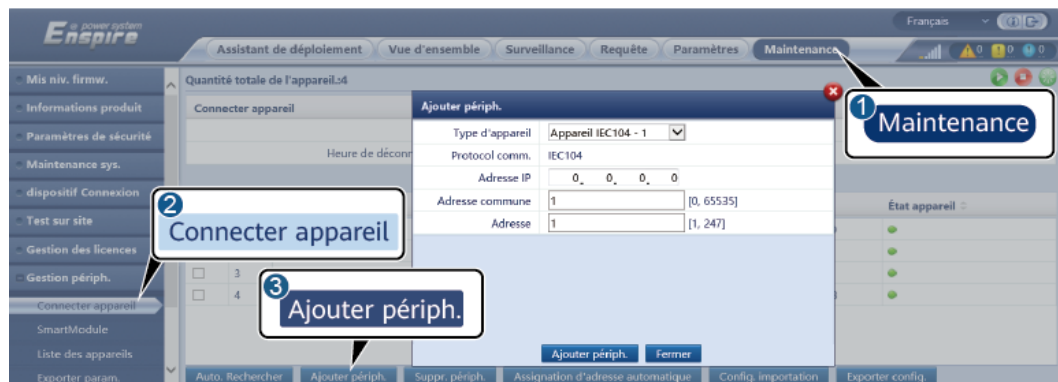 e power system
Enspire
Français
Assistant de déploiement
Vue d'ensemble
Surveillance
Requête
Paramètres
Maintenance
0
0
0
Mis niv. firmw.
Informations produit
Paramètres de sécurité
Maintenance sys.
dispositif Connexion
Test sur site
Gestion des licences
Gestion périph.
Connecter appareil
SmartModule
Liste des appareils
Exporter param.
Quantité totale de l'appareil.:4
Connecter appareil
Heure de déconn
État appareil
3
4
Ajouter périph.
Type d'appareil Appareil IEC104 - 1
Protocol comm. IEC104
Adresse IP 0. 0. 0. 0
Adresse commune 1 [0, 65535]
Adresse 1 [1, 247]
Ajouter périph. Fermer
1
Maintenance
2
Connecter appareil
3
Ajouter périph.
Auto. Rechercher
Ajouter périph.
Suppr. périph.
Assignation d'adresse automatique
Config. importation
Exporter config.